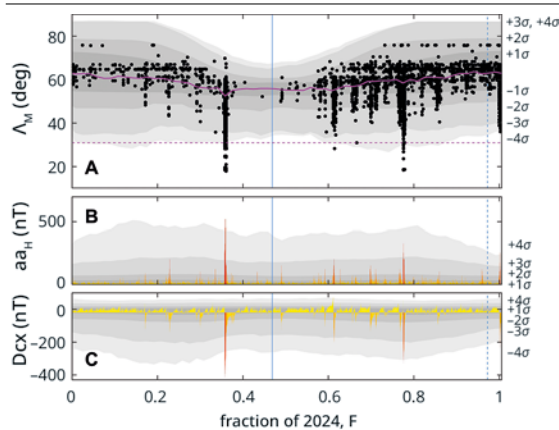 80
60
40
20
Λ_M (deg)
A
+3σ, +4σ
+2σ
+1σ
−1σ
−2σ
−3σ
−4σ
500
0
aa_H (nT)
B
+4σ
+3σ
+2σ
+1σ
0
−200
−400
Dcx (nT)
C
+4σ
+1σ
−2σ
−3σ
−4σ
0 0.2 0.4 0.6 0.8 1
fraction of 2024, F